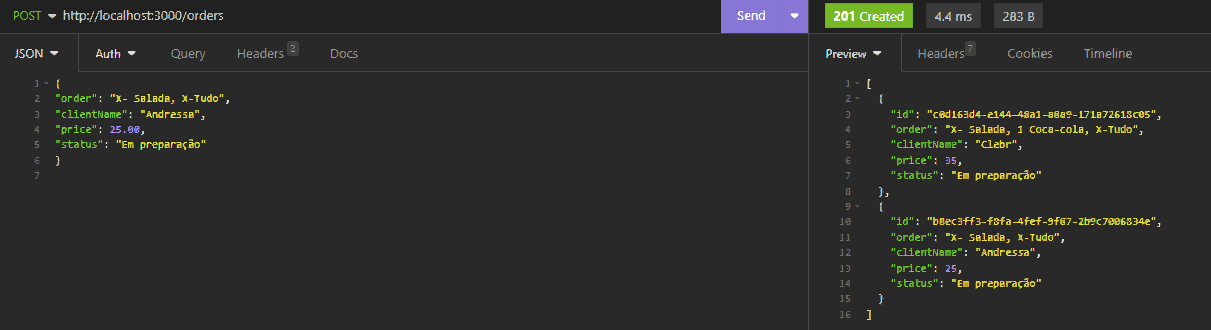 POST http://localhost:3000/orders Send
201 Created 4.4 ms 283 B
JSON Auth Query Headers 2 Docs
Preview Headers 7 Cookies Timeline
1 {
2 "order": "X- Salada, X-Tudo",
3 "clientName": "Andressa",
4 "price": 25.00,
5 "status": "Em preparação"
6 }
7
1 [
2 {
3 "id": "c0d163d4-e144-48a1-a8a9-171a72618c05",
4 "order": "X- Salada, 1 Coca-cola, X-Tudo",
5 "clientName": "Clebr",
6 "price": 35,
7 "status": "Em preparação"
8 },
9 {
10 "id": "b8ec3ff3-f8fa-4fef-9f67-2b9c7006834e",
11 "order": "X- Salada, X-Tudo",
12 "clientName": "Andressa",
13 "price": 25,
14 "status": "Em preparação"
15 }
16 ]